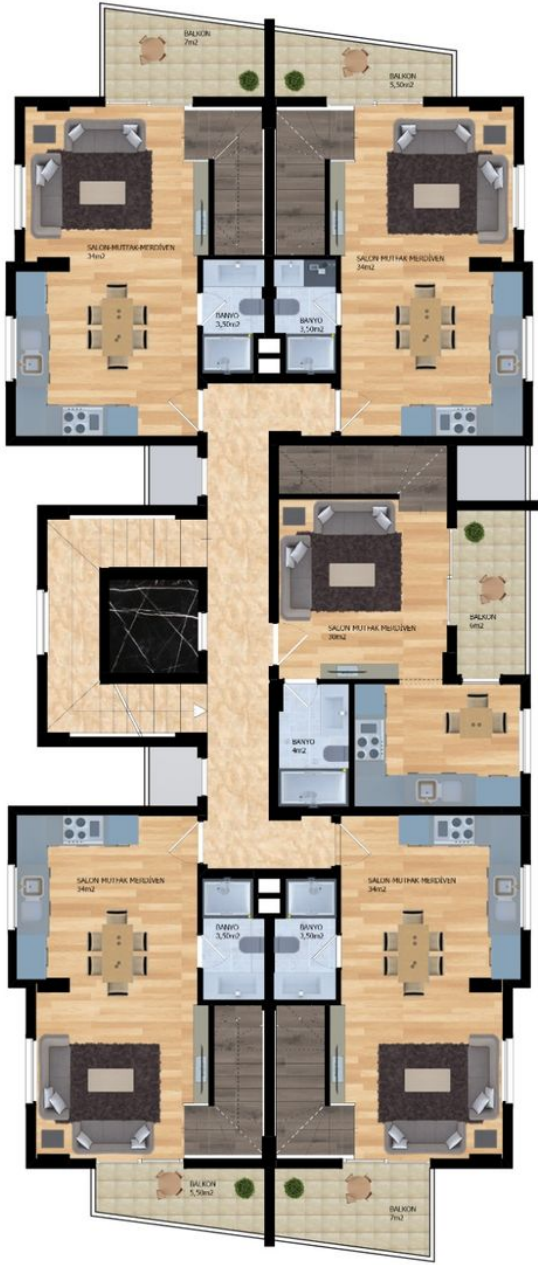 BALKON
7m2
BALKON
5,50m2
SALON-MUTFAK-MERDİVEN
34m2
SALON MUTFAK MERDİVEN
34m2
BANYO
3,50m2
BANYO
3,50m2
SALON MUTFAK MERDİVEN
30m2
BALKON
6m2
BANYO
4m2
SALON MUTFAK MERDİVEN
34m2
SALON MUTFAK MERDİVEN
34m2
BANYO
3,50m2
BANYO
3,50m2
BALKON
5,50m2
BALKON
7m2